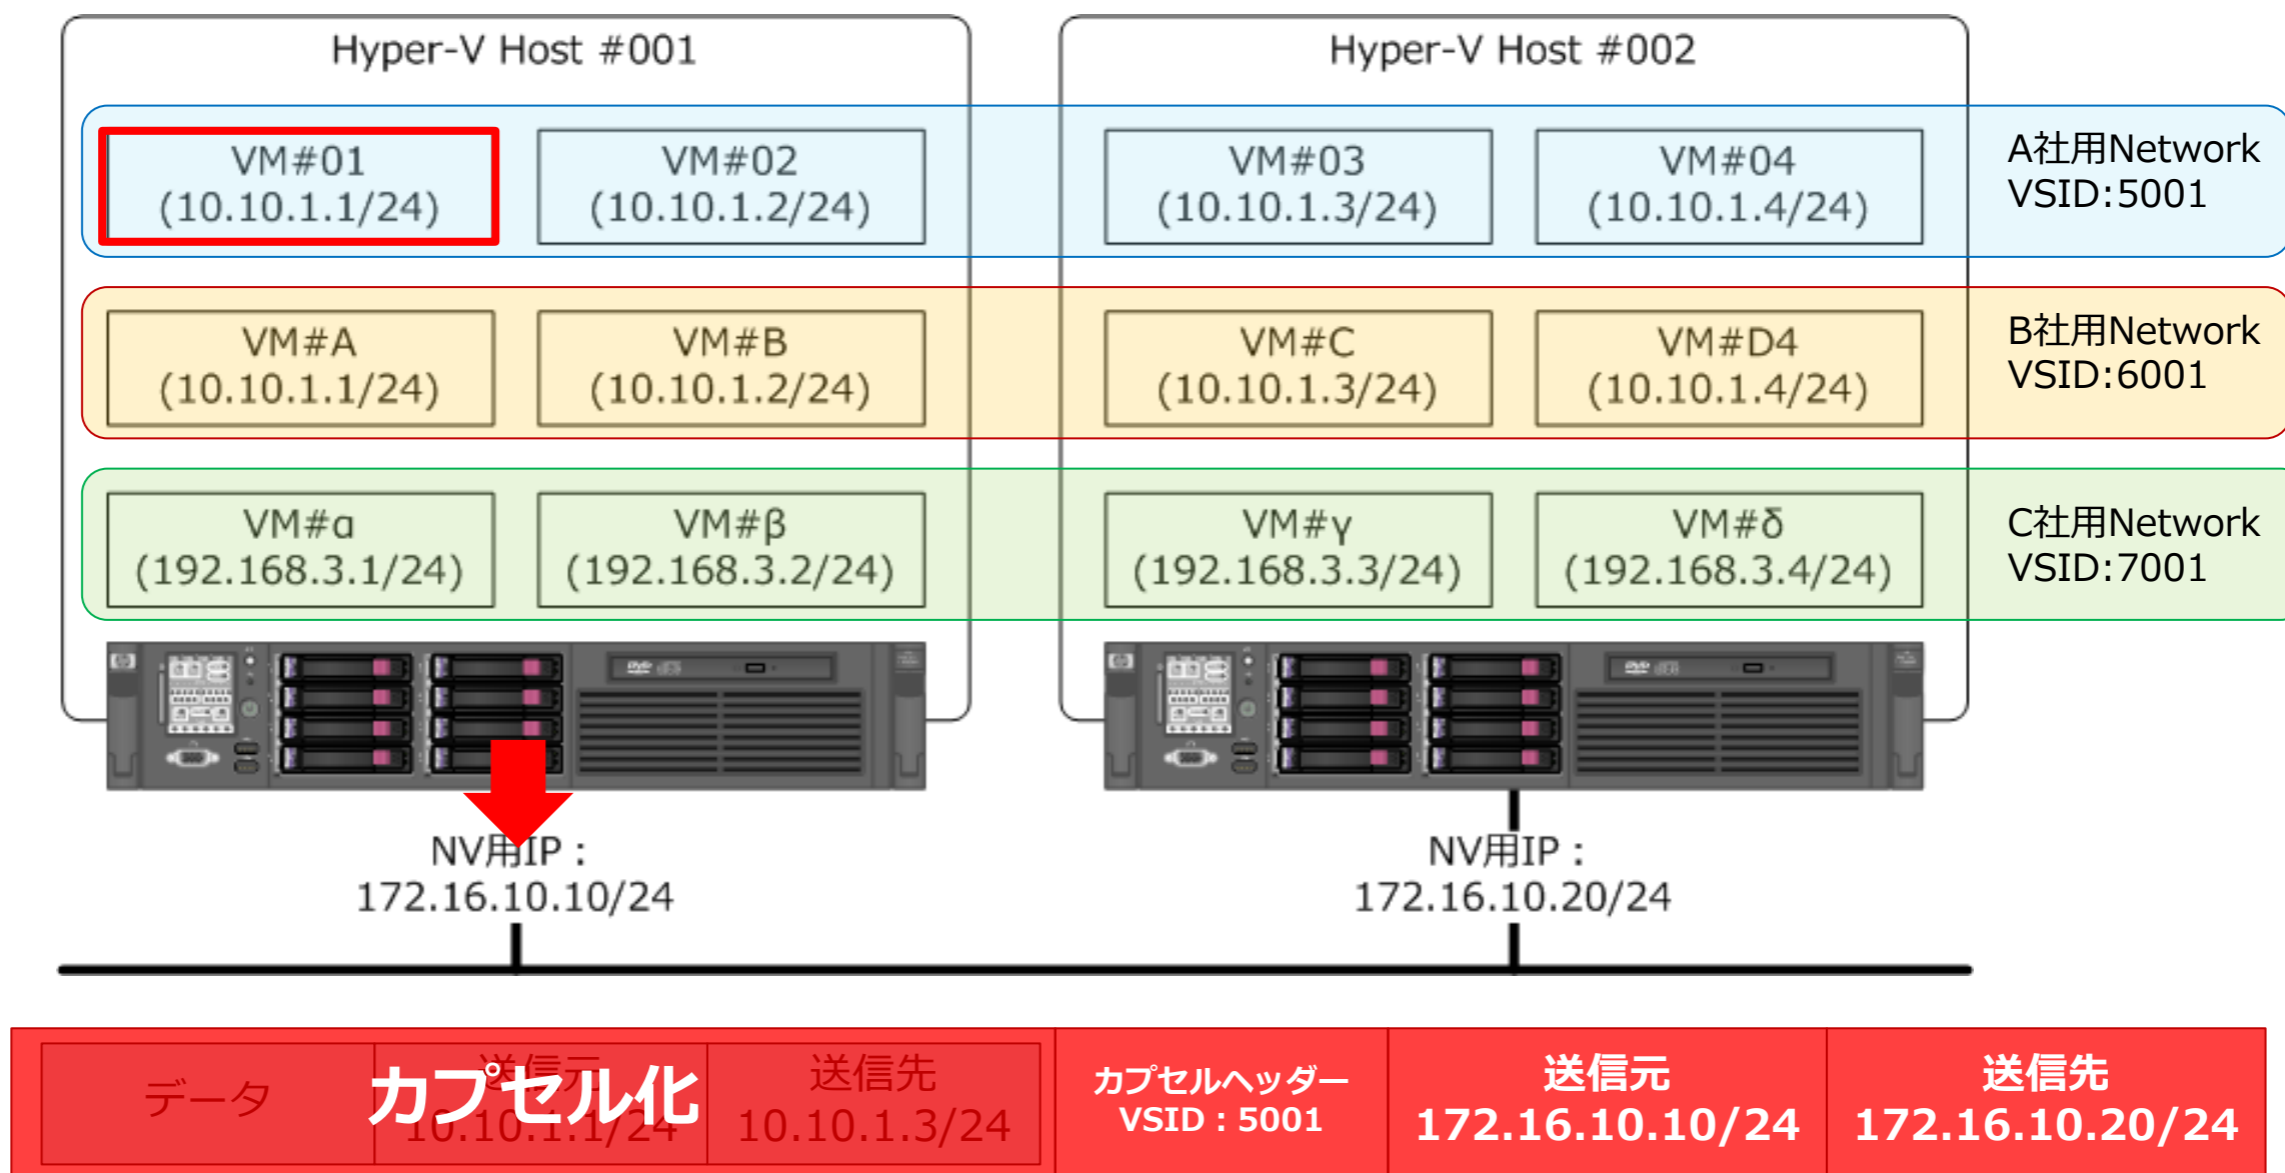 Hyper-V Host #001
Hyper-V Host #002
VM#01
(10.10.1.1/24)
VM#02
(10.10.1.2/24)
VM#03
(10.10.1.3/24)
VM#04
(10.10.1.4/24)
A社用Network
VSID:5001
VM#A
(10.10.1.1/24)
VM#B
(10.10.1.2/24)
VM#C
(10.10.1.3/24)
VM#D4
(10.10.1.4/24)
B社用Network
VSID:6001
VM#α
(192.168.3.1/24)
VM#β
(192.168.3.2/24)
VM#γ
(192.168.3.3/24)
VM#δ
(192.168.3.4/24)
C社用Network
VSID:7001
NV用IP：
172.16.10.10/24
NV用IP：
172.16.10.20/24
データ
送信元
10.10.1.1/24
カプセル化
送信先
10.10.1.3/24
カプセルヘッダー
VSID：5001
送信元
172.16.10.10/24
送信先
172.16.10.20/24